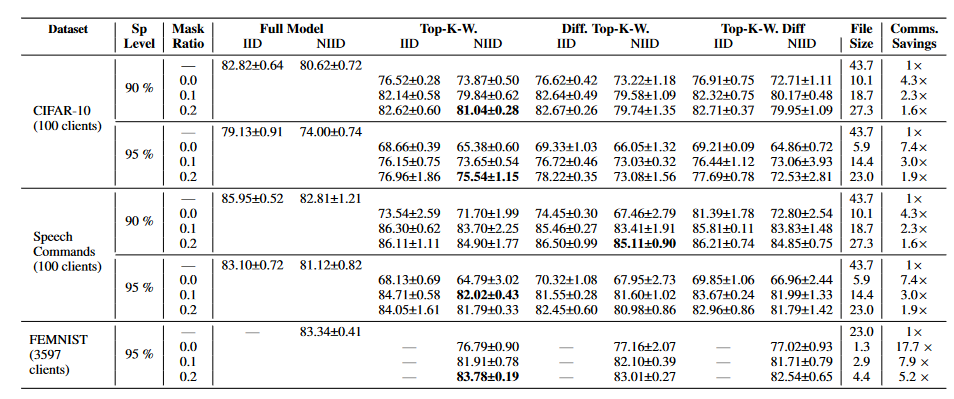 Dataset Sp Level Mask Ratio Full Model Top-K-W. Diff. Top-K-W. Top-K-W. Diff File Size Comms. Savings
IID NIID IID NIID IID NIID IID NIID
CIFAR-10 (100 clients)
90 %
— 82.82±0.64 80.62±0.72 43.7 1×
0.0 76.52±0.28 73.87±0.50 76.62±0.42 73.22±1.18 76.91±0.75 72.71±1.11 10.1 4.3×
0.1 82.14±0.58 79.84±0.62 82.64±0.49 79.58±1.09 82.32±0.75 80.17±0.48 18.7 2.3×
0.2 82.62±0.60 81.04±0.28 82.67±0.26 79.74±1.35 82.71±0.37 79.95±1.09 27.3 1.6×
95 %
— 79.13±0.91 74.00±0.74 43.7 1×
0.0 68.66±0.39 65.38±0.60 69.33±1.03 66.05±1.32 69.21±0.09 64.86±0.72 5.9 7.4×
0.1 76.15±0.75 73.65±0.54 76.72±0.46 73.03±0.32 76.44±1.12 73.06±3.93 14.4 3.0×
0.2 76.96±1.86 75.54±1.15 78.22±0.35 73.08±1.56 77.69±0.78 72.53±2.81 23.0 1.9×
Speech Commands (100 clients)
90 %
— 85.95±0.52 82.81±1.21 43.7 1×
0.0 73.54±2.59 71.70±1.99 74.45±0.30 67.46±2.79 81.39±1.78 72.80±2.54 10.1 4.3×
0.1 86.30±0.62 83.70±2.25 85.46±0.27 83.41±1.91 85.81±0.11 83.83±1.48 18.7 2.3×
0.2 86.11±1.11 84.90±1.77 86.50±0.99 85.11±0.90 86.21±0.74 84.85±0.75 27.3 1.6×
95 %
— 83.10±0.72 81.12±0.82 43.7 1×
0.0 68.13±0.69 64.79±3.02 70.32±1.08 67.95±2.73 69.85±1.06 66.96±2.44 5.9 7.4×
0.1 84.71±0.58 82.02±0.43 81.55±0.28 81.60±1.02 83.67±0.24 81.99±1.33 14.4 3.0×
0.2 84.05±1.61 81.79±0.33 82.45±0.60 80.98±0.86 82.96±0.86 81.79±1.42 23.0 1.9×
FEMNIST (3597 clients)
95 %
— — 83.34±0.41 23.0 1×
0.0 — 76.79±0.90 — 77.16±2.07 — 77.02±0.93 1.3 17.7 ×
0.1 — 81.91±0.78 — 82.10±0.39 — 81.71±0.79 2.9 7.9 ×
0.2 — 83.78±0.19 — 83.01±0.27 — 82.54±0.65 4.4 5.2 ×